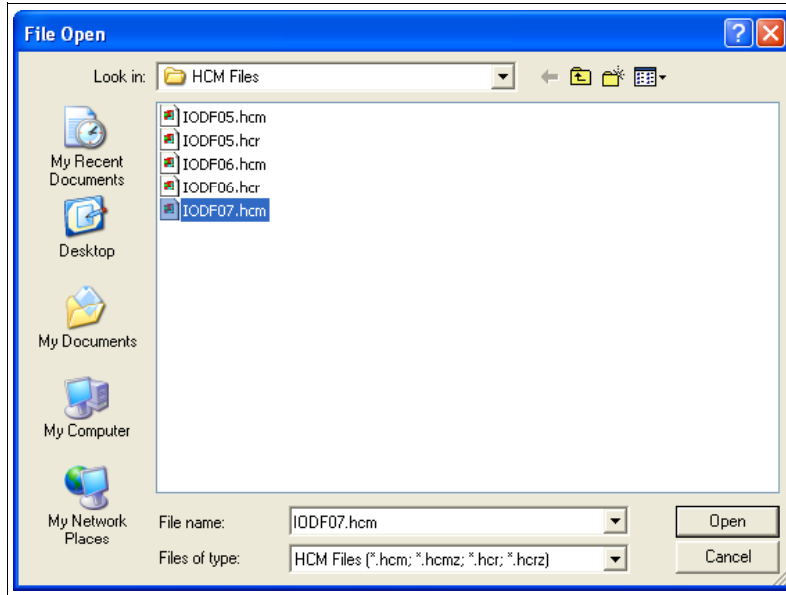 File Open
Look in:
HCM Files
My Recent
Documents
Desktop
My Documents
My Computer
My Network
Places
IODF05.hcm
IODF05.hcr
IODF06.hcm
IODF06.hcr
IODF07.hcm
File name:
IODF07.hcm
Open
Files of type:
HCM Files (*.hcm; *.hcmz; *.hcr; *.hcrz)
Cancel